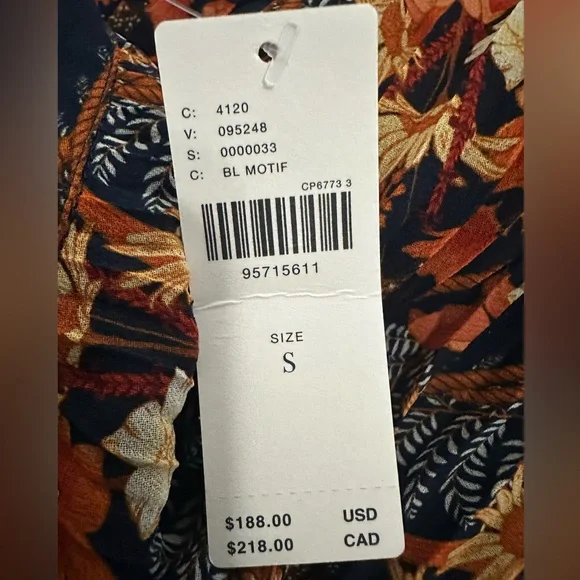 C: 4120
V: 095248
S: 0000033
C: BL MOTIF
CP6773 3
95715611
SIZE
S
$188.00 USD
$218.00 CAD